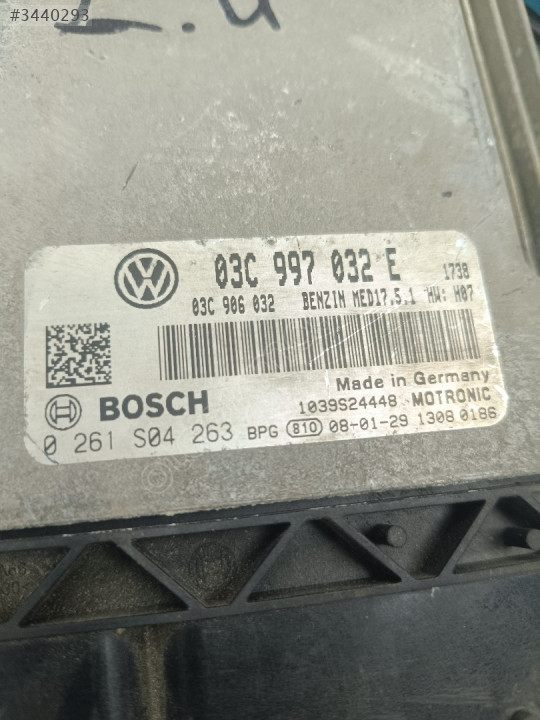 #3440293
03C 997 032 E 1738
03C 906 032 BENZIN MED17.5.1 HW: H07
Made in Germany
BOSCH 1039S24448 MOTRONIC
0 261 S04 263 BPG 810 08-01-29 1308 0186